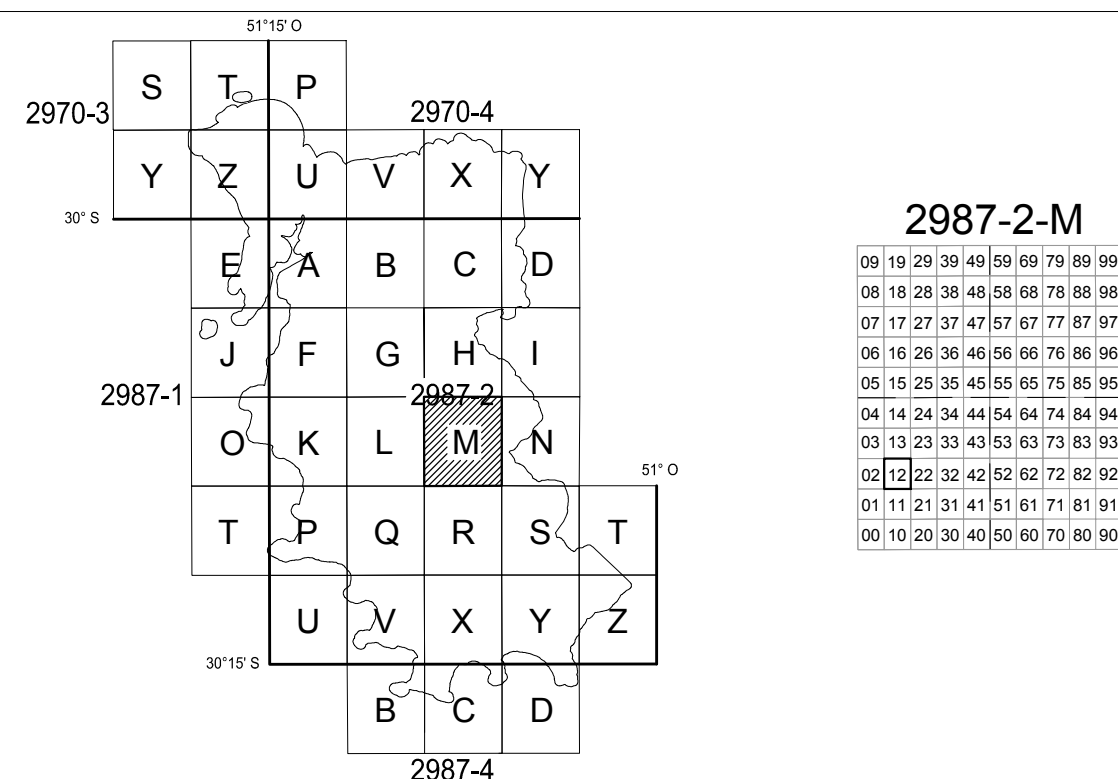 51°15' O
S T P
2970-3 2970-4
Y Z U V X Y
30° S
E A B C D
J F G H I
2987-1 2987-2
O K L M N
51° O
T P Q R S T
U V X Y Z
30°15' S
B C D
2987-4
2987-2-M
09 19 29 39 49 59 69 79 89 99
08 18 28 38 48 58 68 78 88 98
07 17 27 37 47 57 67 77 87 97
06 16 26 36 46 56 66 76 86 96
05 15 25 35 45 55 65 75 85 95
04 14 24 34 44 54 64 74 84 94
03 13 23 33 43 53 63 73 83 93
02 12 22 32 42 52 62 72 82 92
01 11 21 31 41 51 61 71 81 91
00 10 20 30 40 50 60 70 80 90